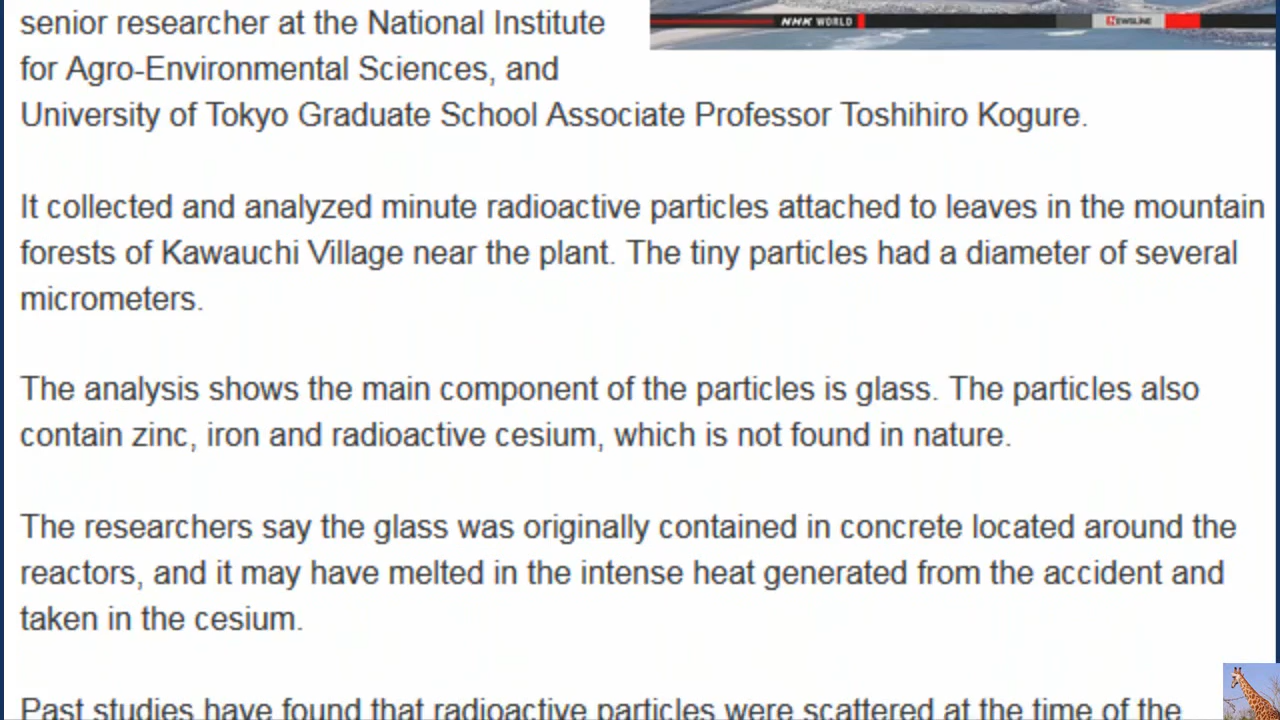 senior researcher at the National Institute
NHK WORLD
NEWSLINE
for Agro-Environmental Sciences, and
University of Tokyo Graduate School Associate Professor Toshihiro Kogure.
It collected and analyzed minute radioactive particles attached to leaves in the mountain
forests of Kawauchi Village near the plant. The tiny particles had a diameter of several
micrometers.
The analysis shows the main component of the particles is glass. The particles also
contain zinc, iron and radioactive cesium, which is not found in nature.
The researchers say the glass was originally contained in concrete located around the
reactors, and it may have melted in the intense heat generated from the accident and
taken in the cesium.
Past studies have found that radioactive particles were scattered at the time of the